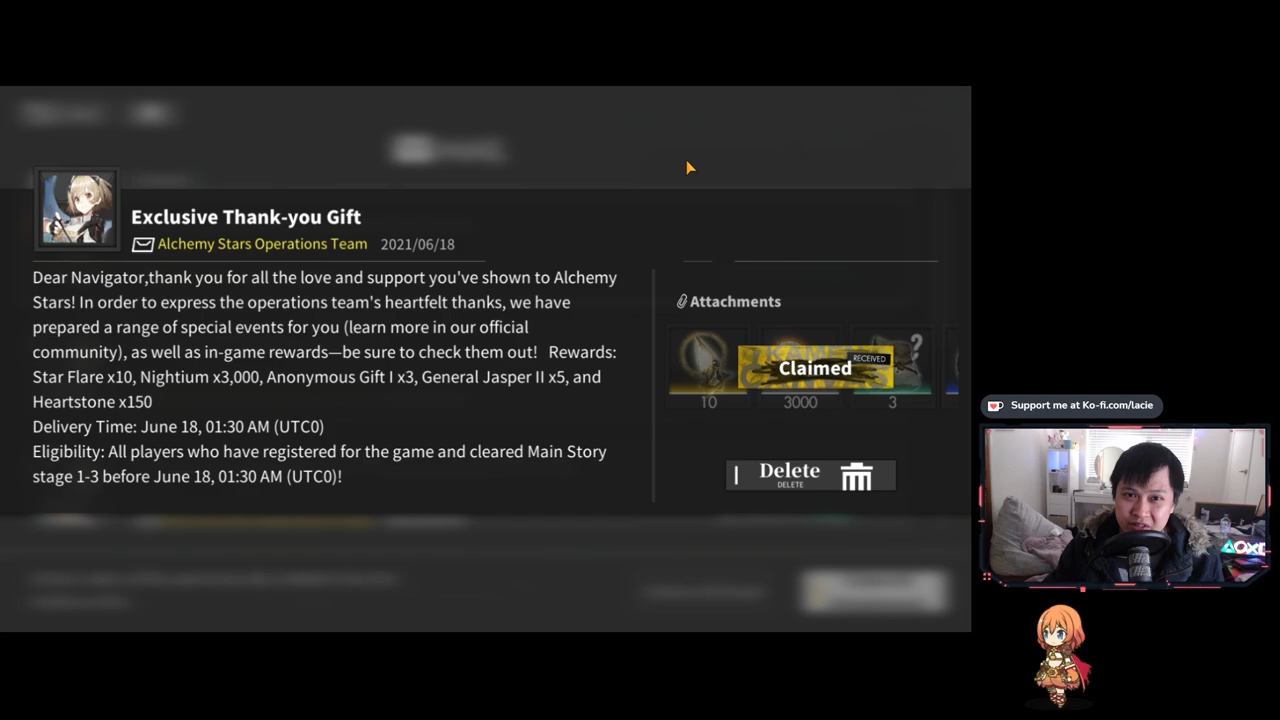 Exclusive Thank-you Gift
Alchemy Stars Operations Team 2021/06/18
Dear Navigator,thank you for all the love and support you've shown to Alchemy
Stars! In order to express the operations team's heartfelt thanks, we have
prepared a range of special events for you (learn more in our official
community), as well as in-game rewards—be sure to check them out! Rewards:
Star Flare x10, Nightium x3,000, Anonymous Gift I x3, General Jasper II x5, and
Heartstone x150
Delivery Time: June 18, 01:30 AM (UTC0)
Eligibility: All players who have registered for the game and cleared Main Story
stage 1-3 before June 18, 01:30 AM (UTC0)!
Attachments
?
RECEIVED
Claimed
10 3000 3
Delete
DELETE
Support me at Ko-fi.com/lacie